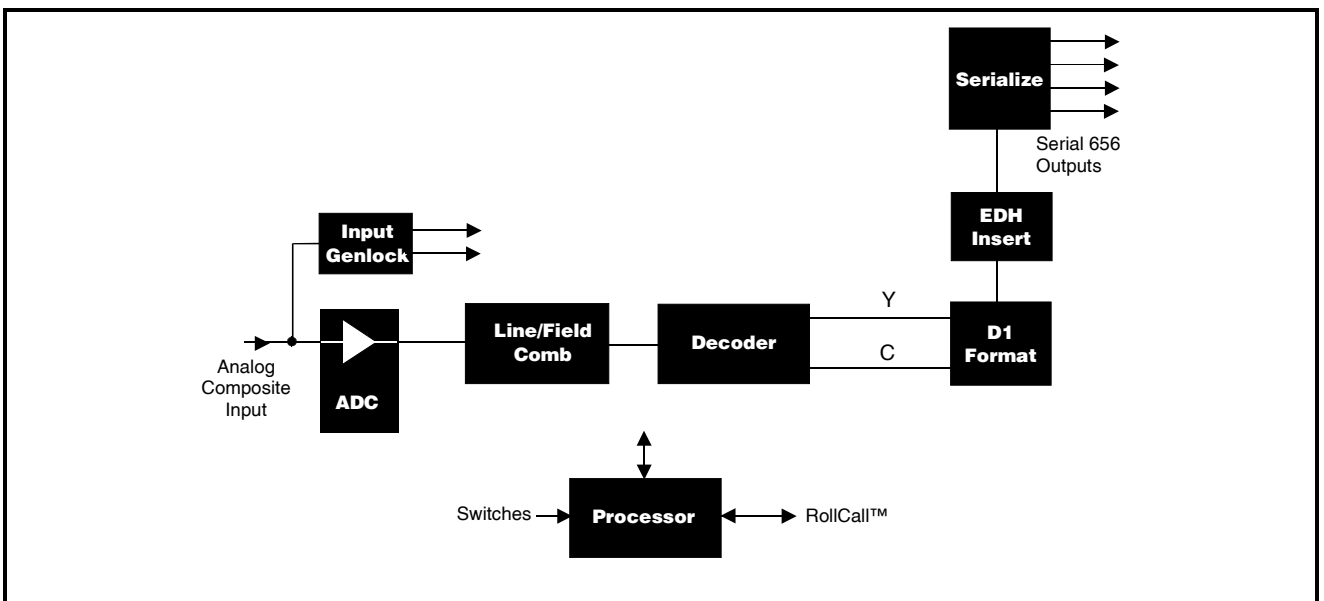 Serialize
Serial 656
Outputs
EDH
Insert
Input
Genlock
Y
Line/Field
Comb
Decoder
D1
Format
C
Analog
Composite
Input
ADC
Switches
Processor
RollCall™